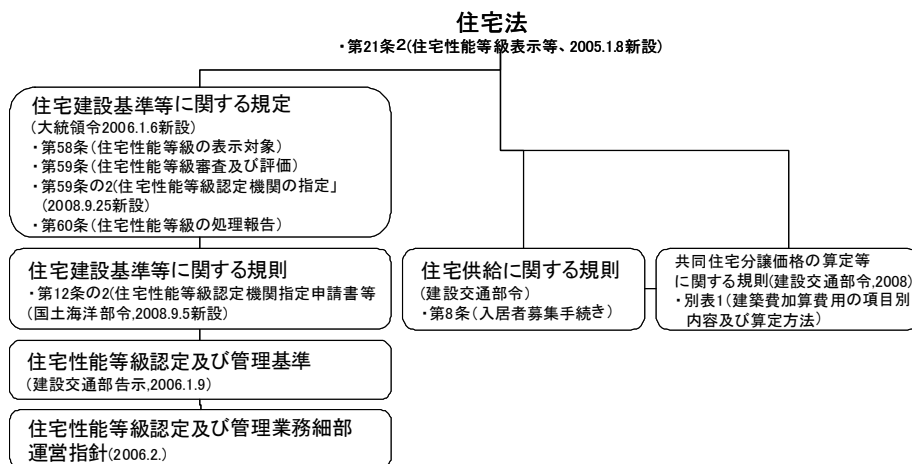 住宅法
・第21条2(住宅性能等級表示等、2005.1.8新設)
住宅建設基準等に関する規定
(大統領令2006.1.6新設)
・第58条(住宅性能等級の表示対象)
・第59条(住宅性能等級審査及び評価)
・第59条の2(住宅性能等級認定機関の指定」
(2008.9.25新設)
・第60条(住宅性能等級の処理報告)
住宅建設基準等に関する規則
・第12条の2(住宅性能等級認定機関指定申請書等
(国土海洋部令,2008.9.5新設)
住宅性能等級認定及び管理基準
(建設交通部告示,2006.1.9)
住宅性能等級認定及び管理業務細部
運営指針(2006.2.)
住宅供給に関する規則
(建設交通部令)
・第8条(入居者募集手続き)
共同住宅分譲価格の算定等
に関する規則(建設交通部令,2008)
・別表1(建築費加算費用の項目別
内容及び算定方法)